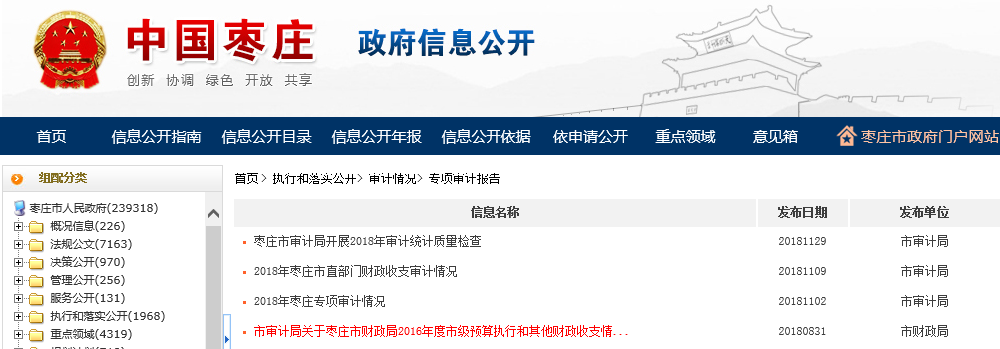 中国枣庄
创新 协调 绿色 开放 共享
政府信息公开
首页 信息公开指南 信息公开目录 信息公开年报 信息公开依据 依申请公开 重点领域 意见箱 枣庄市政府门户网站
组配分类
枣庄市人民政府(239318)
概况信息(226)
法规公文(7163)
决策公开(970)
管理公开(256)
服务公开(131)
执行和落实公开(1968)
重点领域(4319)
首页> 执行和落实公开> 审计情况> 专项审计报告
信息名称 发布日期 发布单位
枣庄市审计局开展2018年审计统计质量检查 20181129 市审计局
2018年枣庄市直部门财政收支审计情况 20181109 市审计局
2018年枣庄专项审计情况 20181102 市审计局
市审计局关于枣庄市财政局2016年度市级预算执行和其他财政收支情... 20180831 市财政局